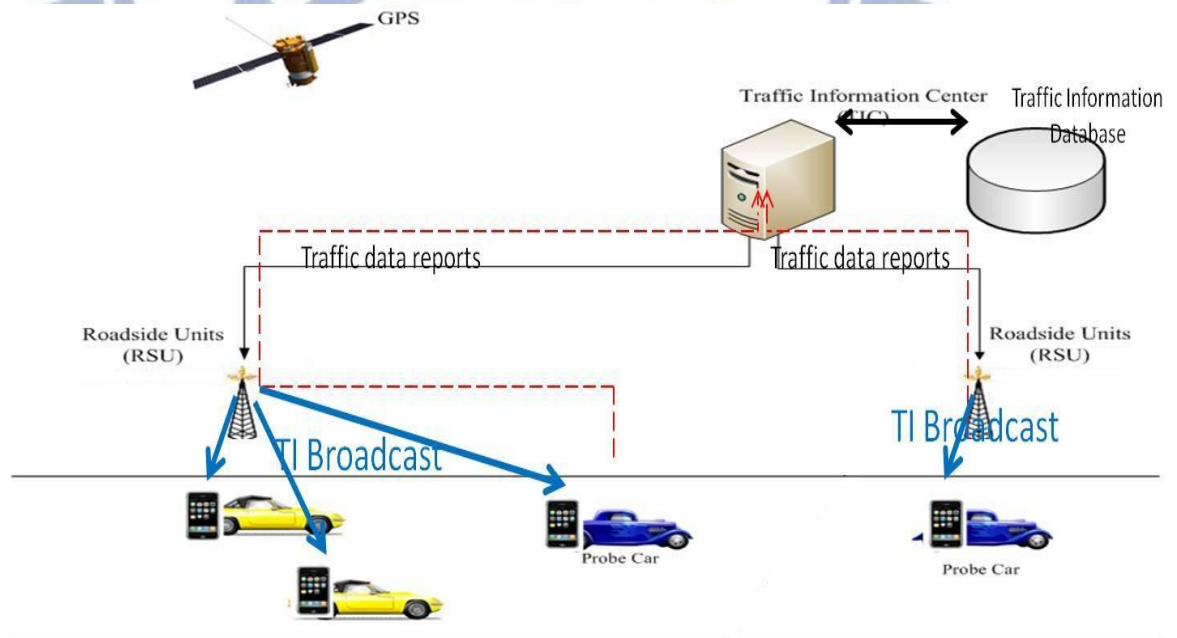 GPS
Traffic Information Center
(TIC)
Traffic Information
Database
Traffic data reports
Traffic data reports
Roadside Units
(RSU)
Roadside Units
(RSU)
TI Broadcast
TI Broadcast
Probe Car
Probe Car